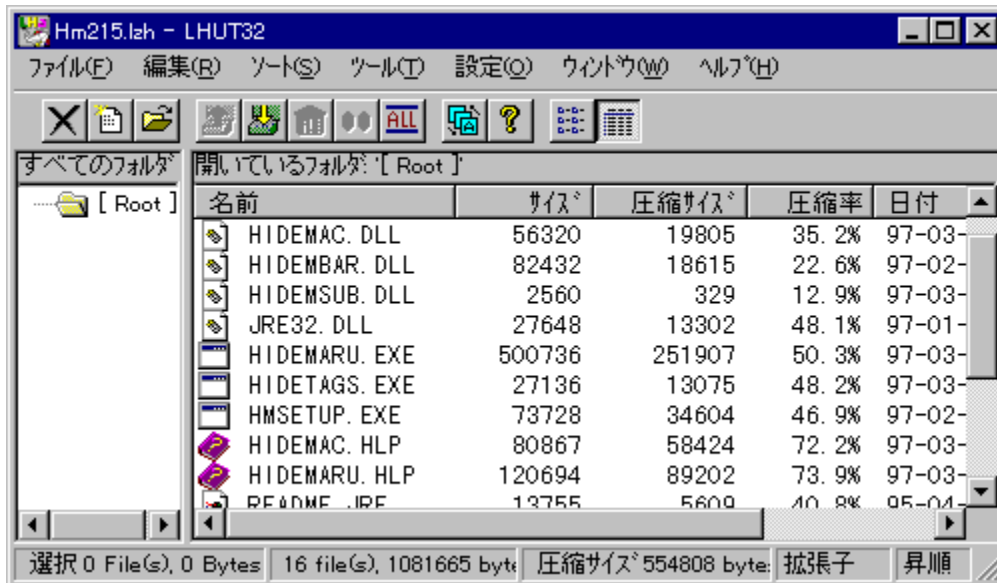 Hm215.lzh - LHUT32
ファイル(F) 編集(R) ソート(S) ツール(T) 設定(O) ウィンドウ(W) ヘルプ(H)
ALL
すべてのフォルダ 開いているフォルダ: '[ Root ]'
[ Root ] 名前 サイズ 圧縮サイズ 圧縮率 日付
HIDEMAC.DLL 56320 19805 35.2% 97-03-
HIDEMBAR.DLL 82432 18615 22.6% 97-02-
HIDEMSUB.DLL 2560 329 12.9% 97-03-
JRE32.DLL 27648 13302 48.1% 97-01-
HIDEMARU.EXE 500736 251907 50.3% 97-03-
HIDETAGS.EXE 27136 13075 48.2% 97-03-
HMSETUP.EXE 73728 34604 46.9% 97-02-
HIDEMAC.HLP 80867 58424 72.2% 97-03-
HIDEMARU.HLP 120694 89202 73.9% 97-03-
README.JRE 13755 5609 40.8% 95-04-
選択 0 File(s), 0 Bytes 16 file(s), 1081665 byte 圧縮サイズ 554808 byte 拡張子 昇順